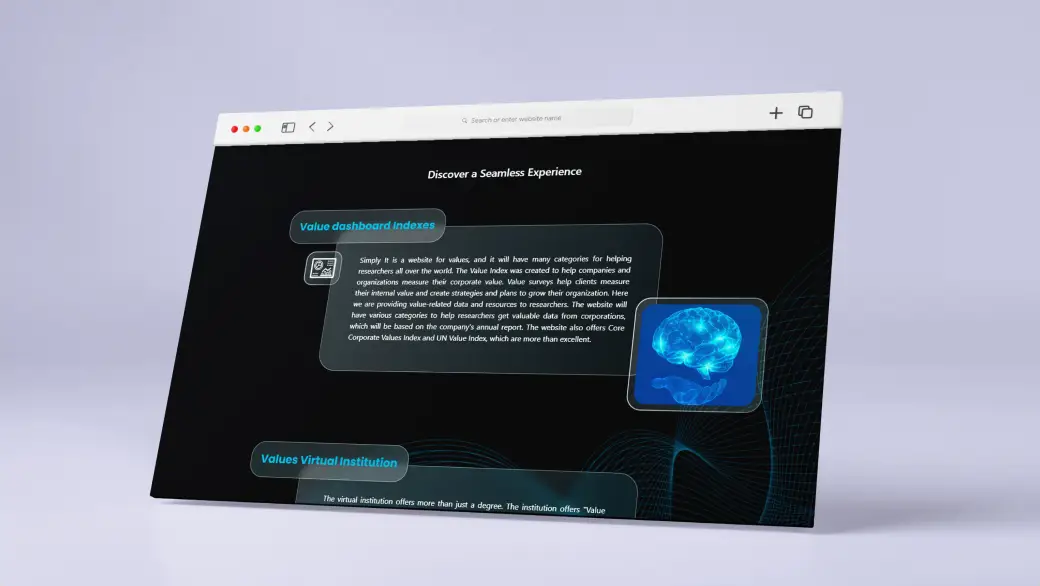 Search or enter website name
Discover a Seamless Experience
Value dashboard Indexes
Simply It is a website for values, and it will have many categories for helping
researchers all over the world. The Value Index was created to help companies and
organizations measure their corporate value. Value surveys help clients measure
their internal value and create strategies and plans to grow their organization. Here
we are providing value-related data and resources to researchers. The website will
have various categories to help researchers get valuable data from corporations,
which will be based on the company's annual report. The website also offers Core
Corporate Values Index and UN Value Index, which are more than excellent.
Values Virtual Institution
The virtual institution offers more than just a degree. The institution offers "Value